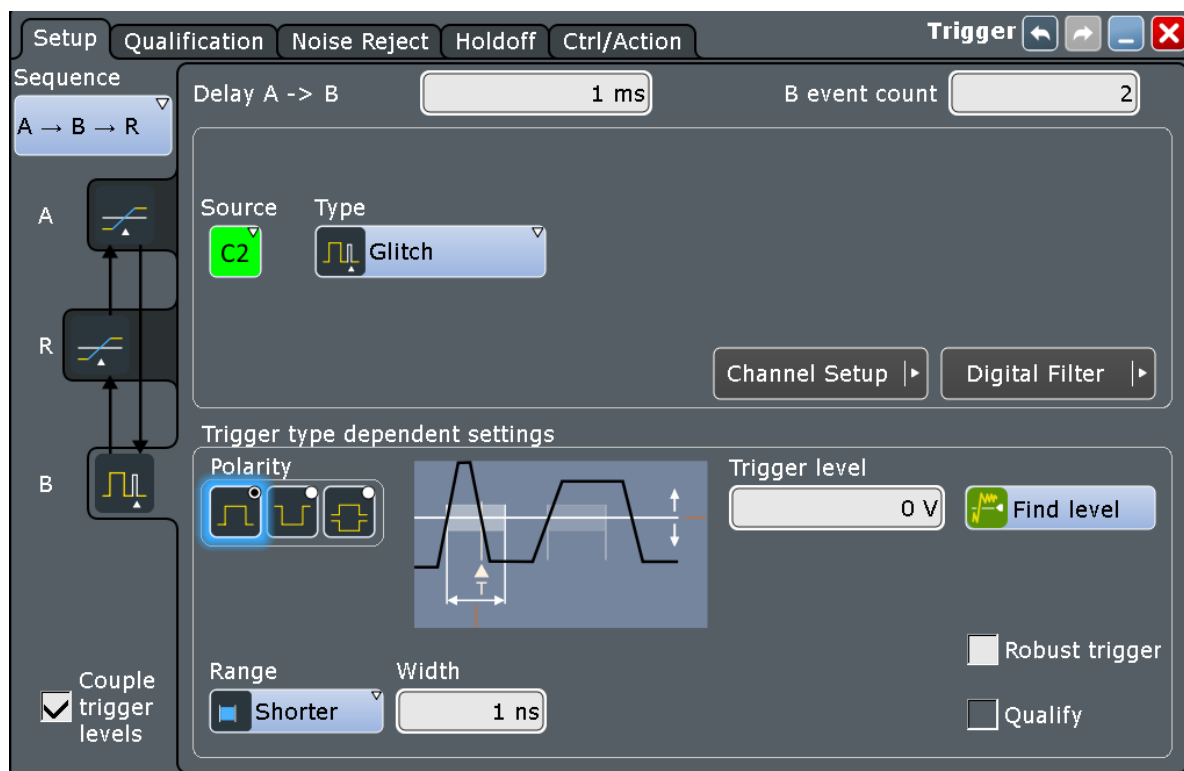 Setup Qualification Noise Reject Holdoff Ctrl/Action Trigger
Sequence
A → B → R
Delay A -> B 1 ms B event count 2
A
Source Type
C2 Glitch
R
Channel Setup Digital Filter
Trigger type dependent settings
B
Polarity
Trigger level
0 V Find level
T
Robust trigger
Range Width
Shorter 1 ns
Qualify
Couple
trigger
levels